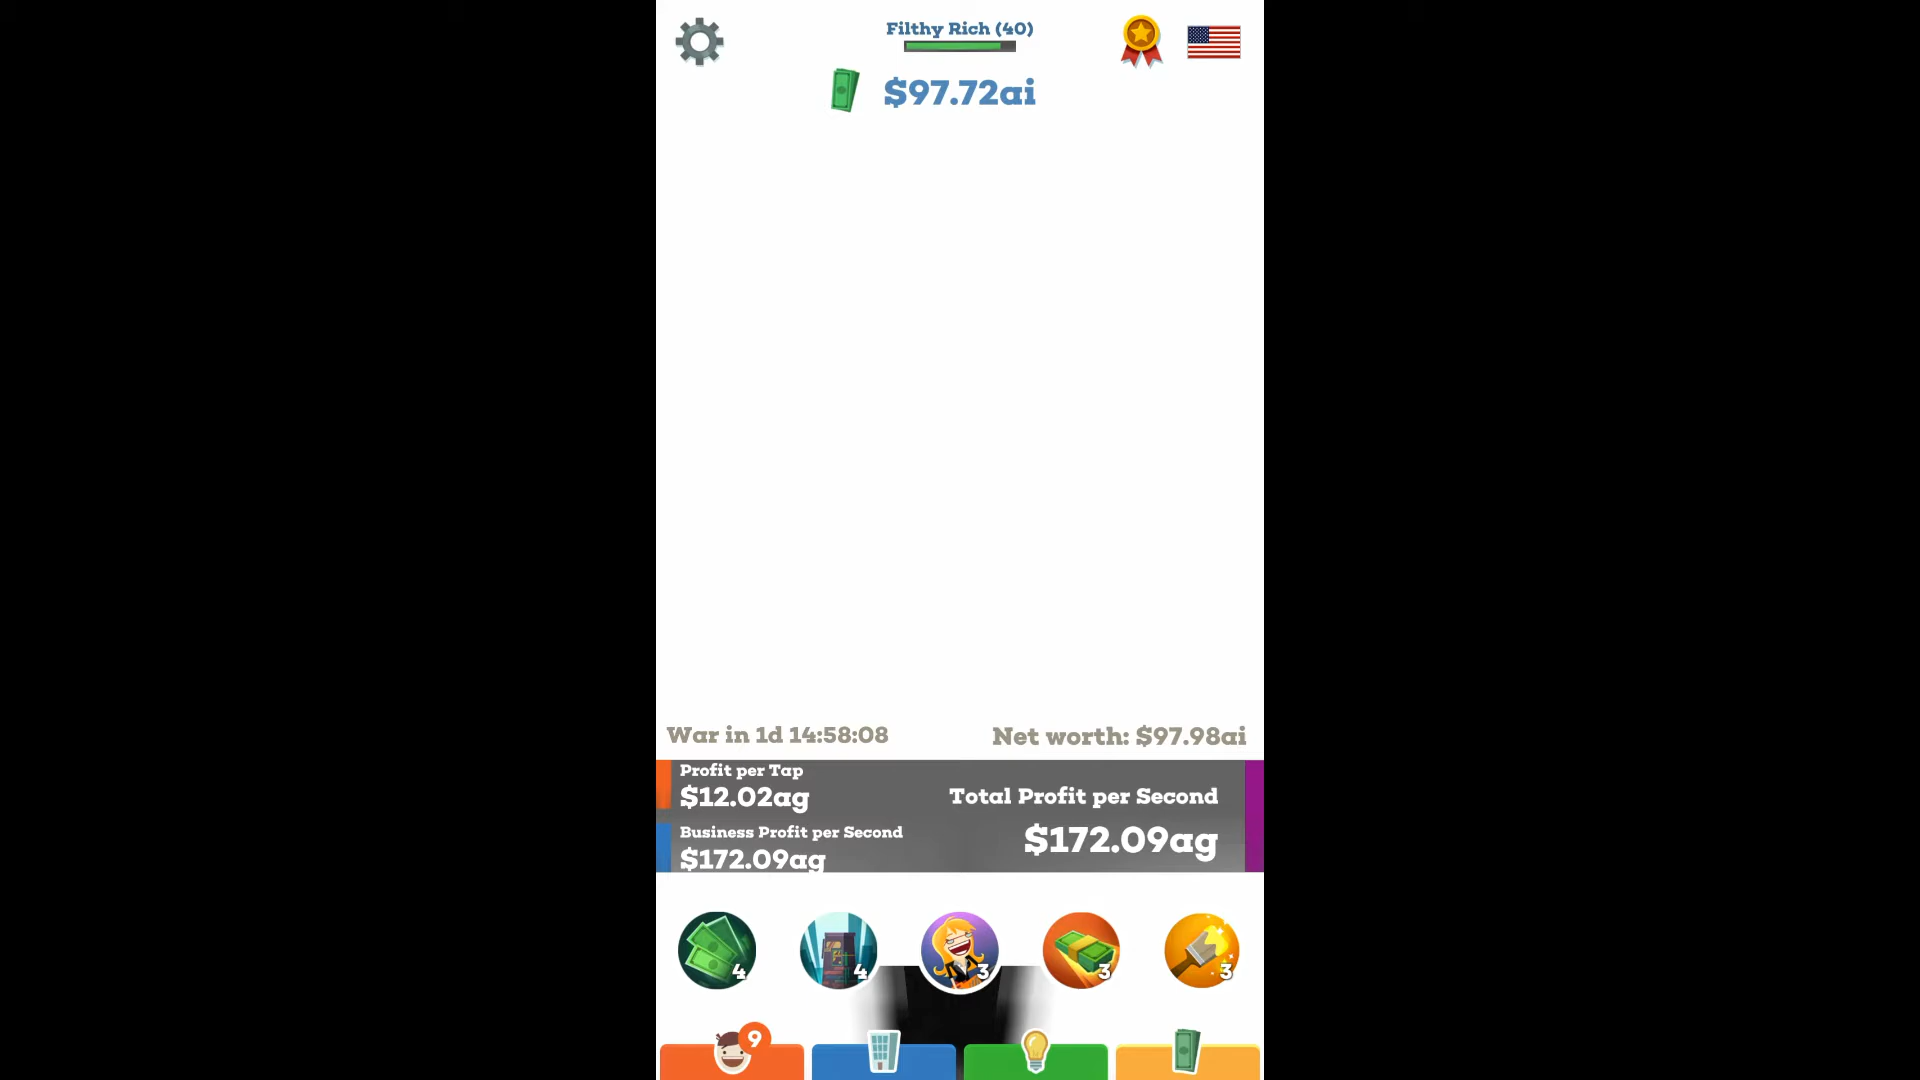 Filthy Rich (40)
$97.72ai
War in 1d 14:58:08
Net worth: $97.98ai
Profit per Tap
$12.02ag
Total Profit per Second
$172.09ag
Business Profit per Second
$172.09ag
4
4
3
3
3
9